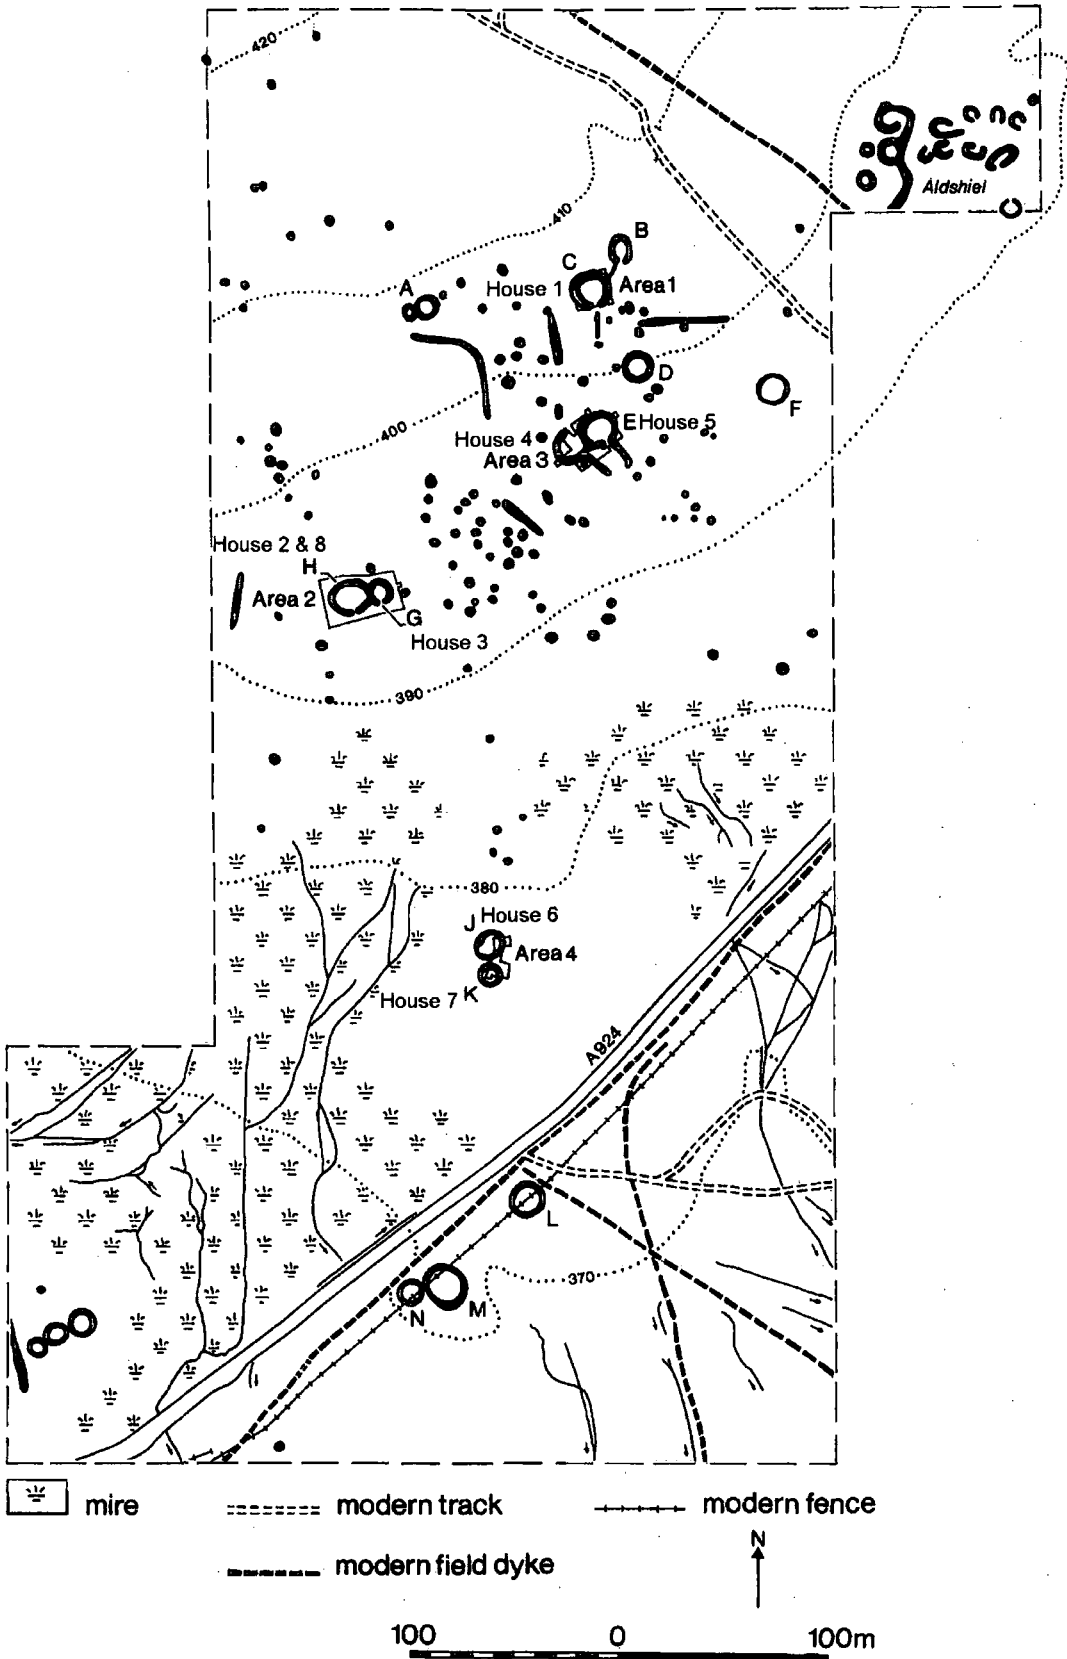 420
Aldshiel
410
B
C
A
House 1
Area 1
D
F
400
E House 5
House 4
Area 3
House 2 & 8
H
Area 2
G
House 3
390
380
J House 6
Area 4
House 7 K
A924
L
370
N
M
mire
modern track
modern fence
N
modern field dyke
100 0 100m